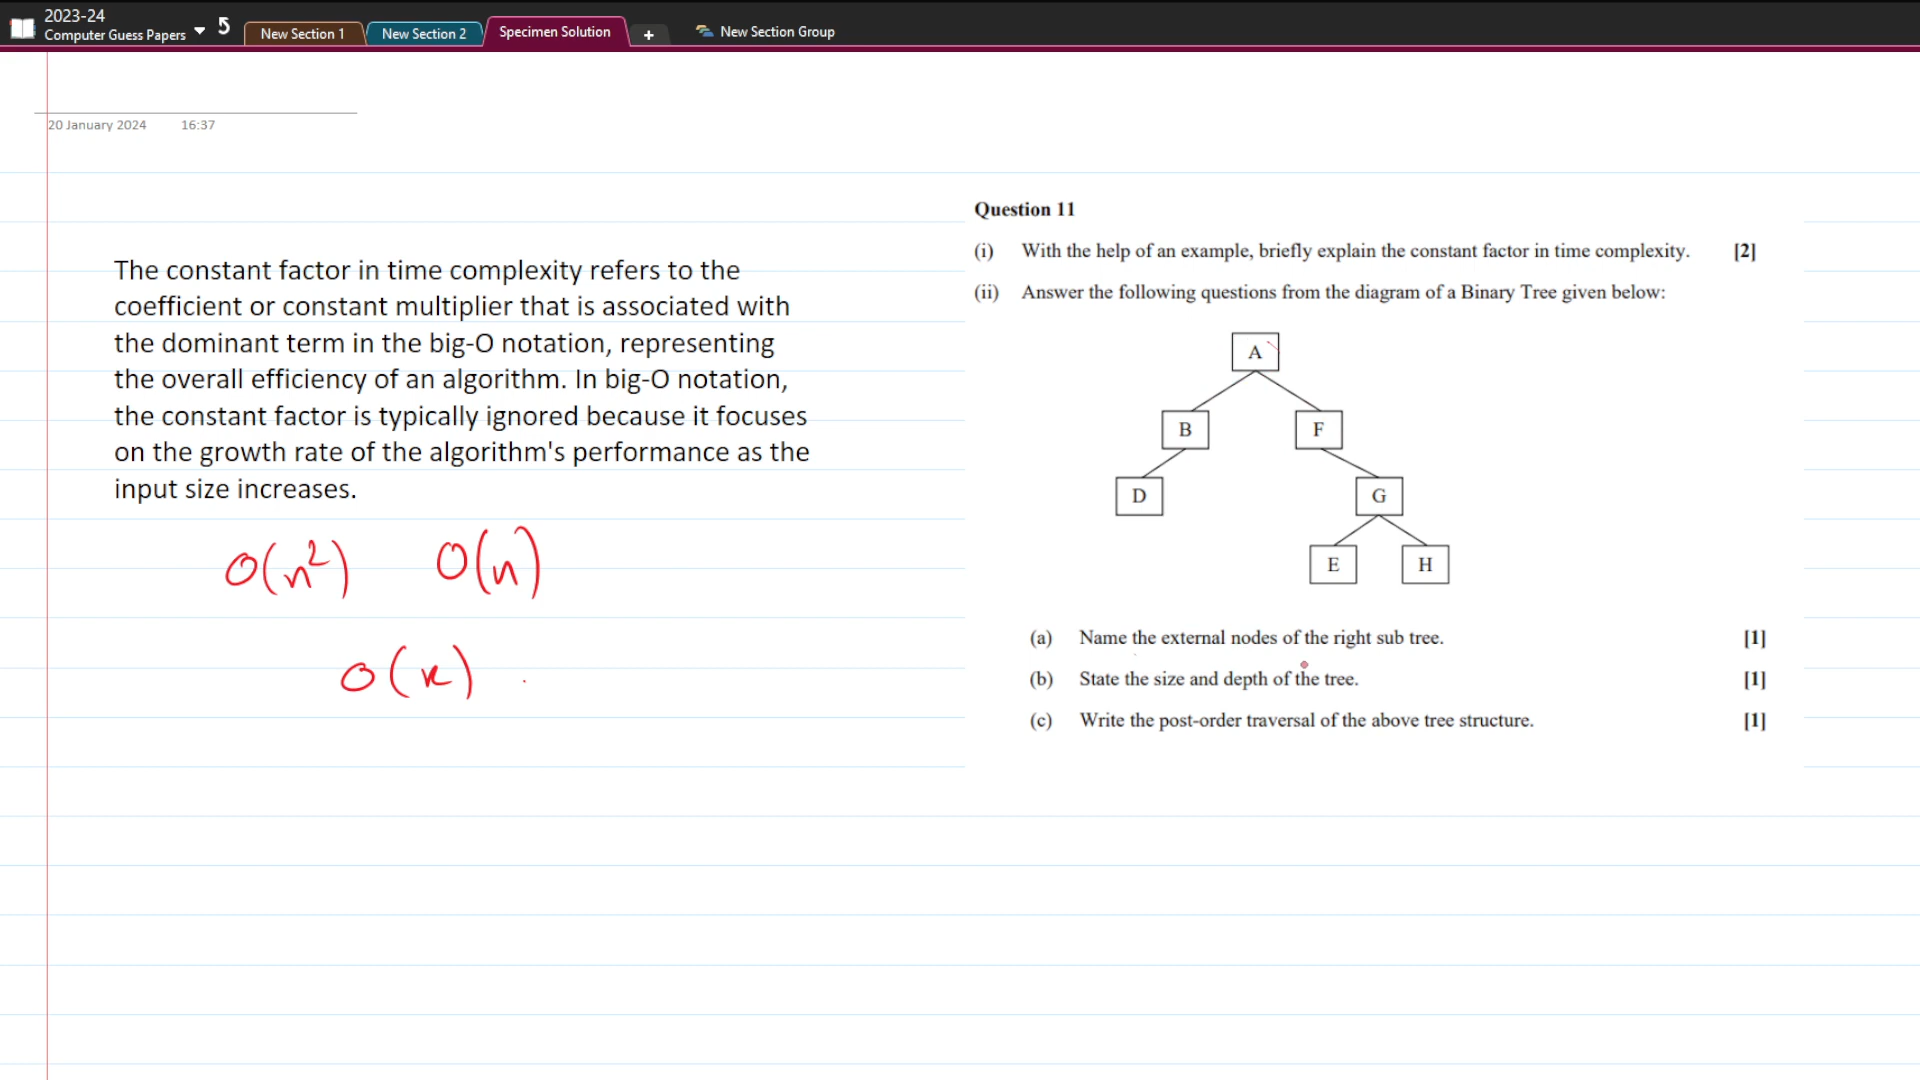 2023-24
Computer Guess Papers
New Section 1
New Section 2
Specimen Solution
+
New Section Group
20 January 2024 16:37
The constant factor in time complexity refers to the
coefficient or constant multiplier that is associated with
the dominant term in the big-O notation, representing
the overall efficiency of an algorithm. In big-O notation,
the constant factor is typically ignored because it focuses
on the growth rate of the algorithm's performance as the
input size increases.
O(n²) O(n)
O(k)
Question 11
(i) With the help of an example, briefly explain the constant factor in time complexity. [2]
(ii) Answer the following questions from the diagram of a Binary Tree given below:
A
B F
D G
E H
(a) Name the external nodes of the right sub tree. [1]
(b) State the size and depth of the tree. [1]
(c) Write the post-order traversal of the above tree structure. [1]